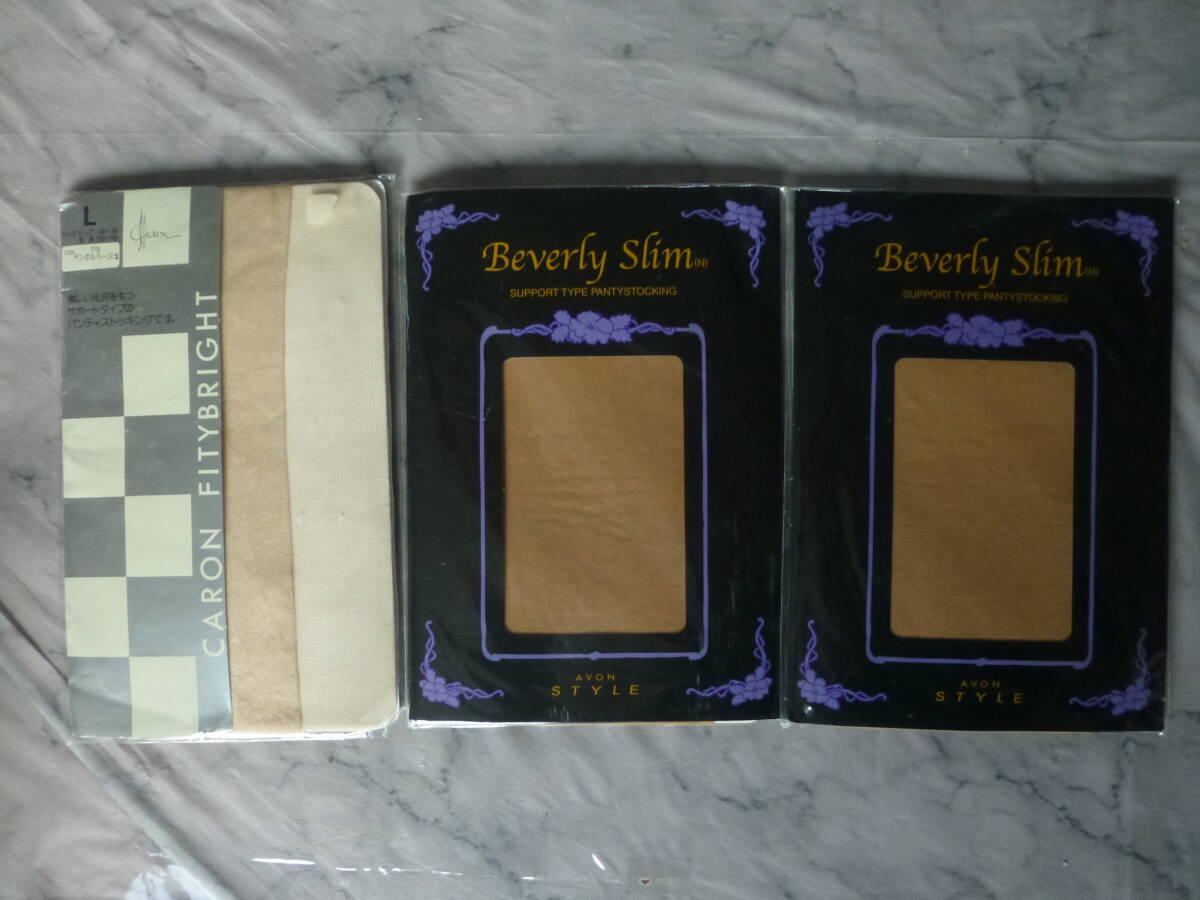 L
COL.
美しい光沢をもつ
サポートタイプの
パンティストッキングです。
CARON FITYBRIGHT
Beverly Slim(N)
SUPPORT TYPE PANTYSTOCKING
AVON
STYLE
Beverly Slim(N)
SUPPORT TYPE PANTYSTOCKING
AVON
STYLE